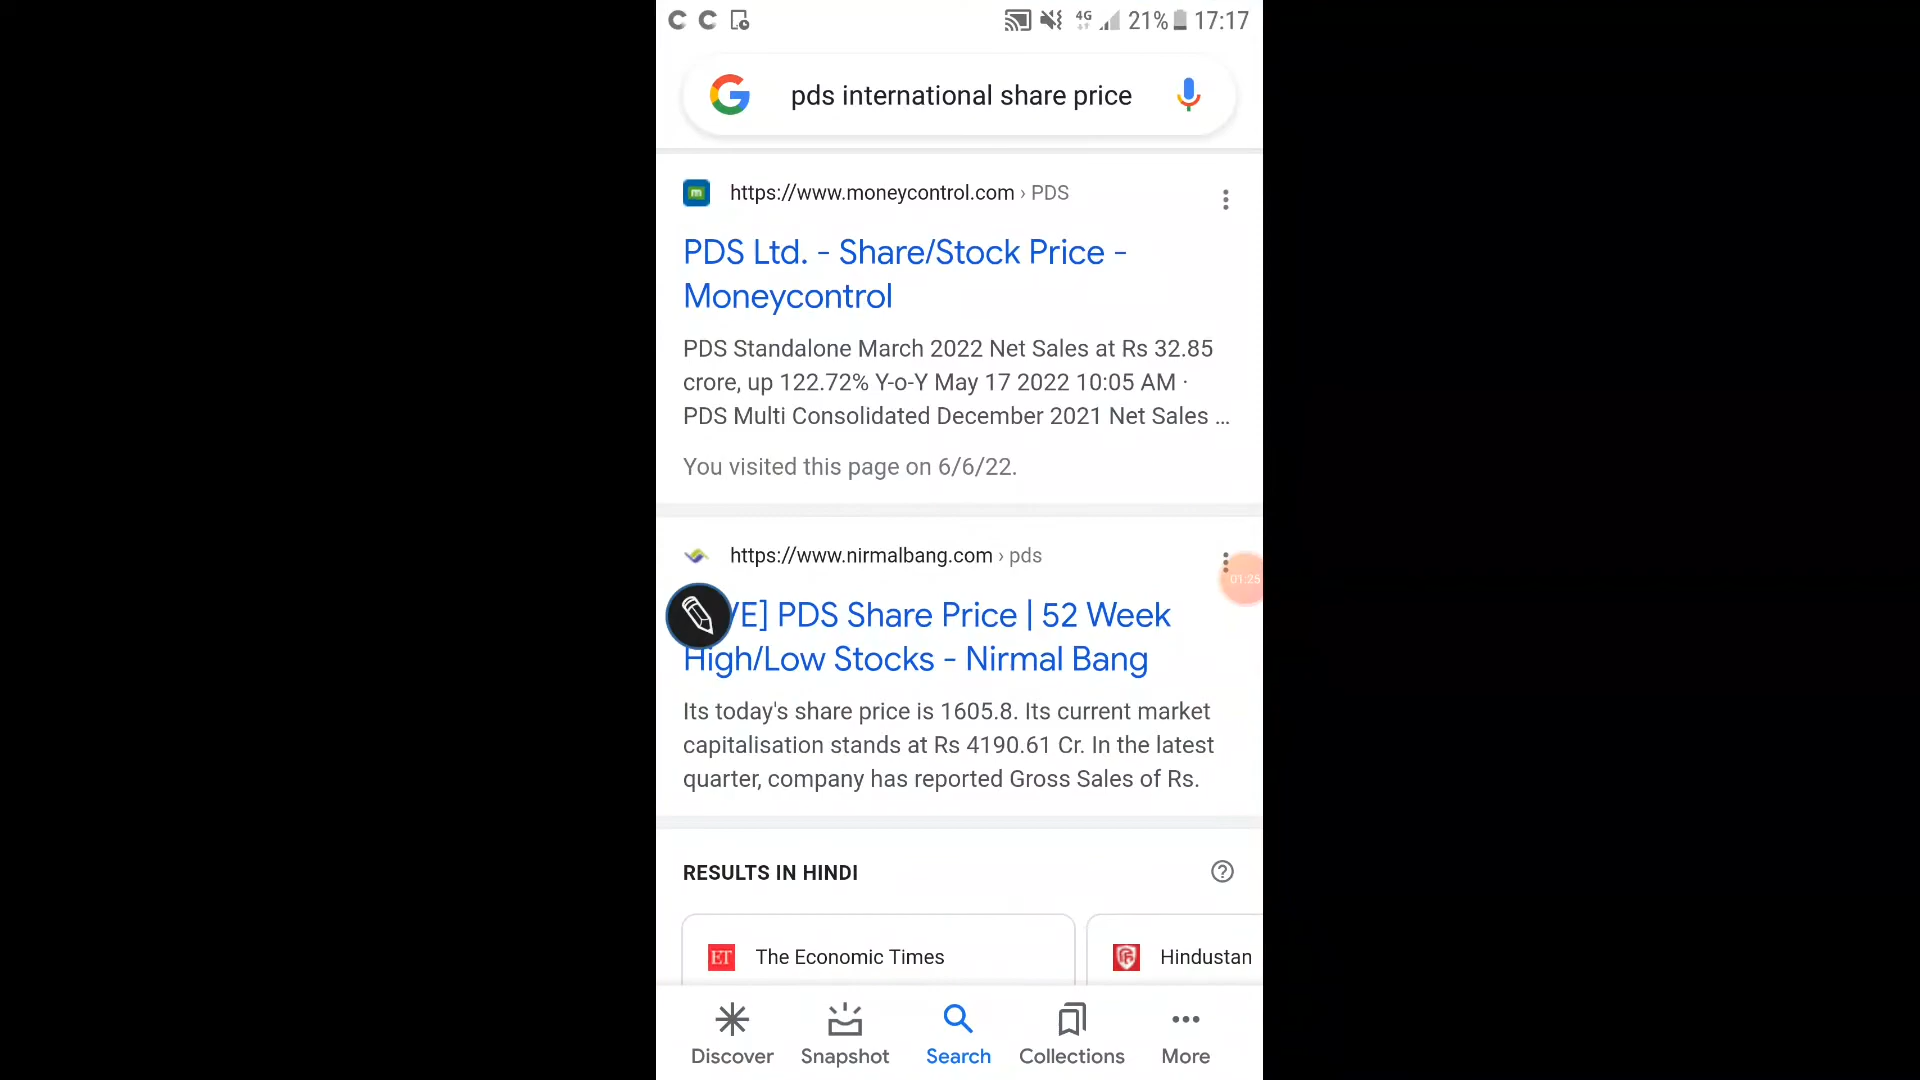 21% 17:17
pds international share price
https://www.moneycontrol.com › PDS
PDS Ltd. - Share/Stock Price -
Moneycontrol
PDS Standalone March 2022 Net Sales at Rs 32.85
crore, up 122.72% Y-o-Y May 17 2022 10:05 AM ·
PDS Multi Consolidated December 2021 Net Sales ...
You visited this page on 6/6/22.
https://www.nirmalbang.com › pds
01:25
VE] PDS Share Price | 52 Week
High/Low Stocks - Nirmal Bang
Its today's share price is 1605.8. Its current market
capitalisation stands at Rs 4190.61 Cr. In the latest
quarter, company has reported Gross Sales of Rs.
RESULTS IN HINDI
ET The Economic Times
Hindustan
Discover Snapshot Search Collections More
4G